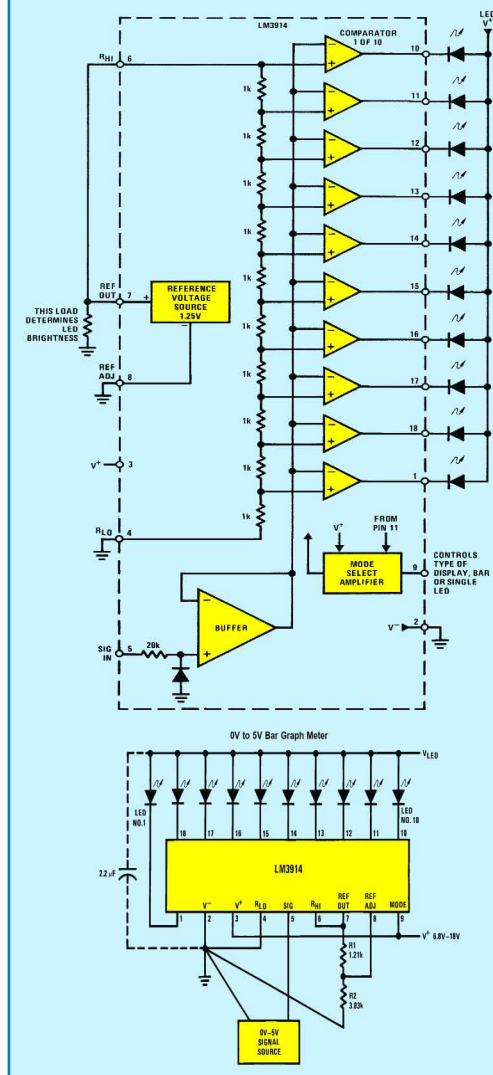 LM3914
LED
V+
COMPARATOR
1 OF 10
RHI
6
10
1k
11
1k
12
1k
13
1k
14
1k
15
1k
16
1k
17
1k
18
1k
1
1k
REF
OUT
7
+
REFERENCE
VOLTAGE
SOURCE
1.25V
−
THIS LOAD
DETERMINES
LED
BRIGHTNESS
REF
ADJ
8
V+
3
RLO
4
V+
FROM
PIN 11
MODE
SELECT
AMPLIFIER
9
CONTROLS
TYPE OF
DISPLAY, BAR
OR SINGLE
LED
BUFFER
−
+
V−
2
SIG
IN
5
20k
0V to 5V Bar Graph Meter
VLED
LED
NO.1
LED
NO. 10
18
17
16
15
14
13
12
11
10
2.2 µF
LM3914
V−
V+
RLO
SIG
RHI
REF
OUT
REF
ADJ
MODE
1
2
3
4
5
6
7
8
9
V+ 6.8V–18V
R1
1.21k
R2
3.83k
0V–5V
SIGNAL
SOURCE